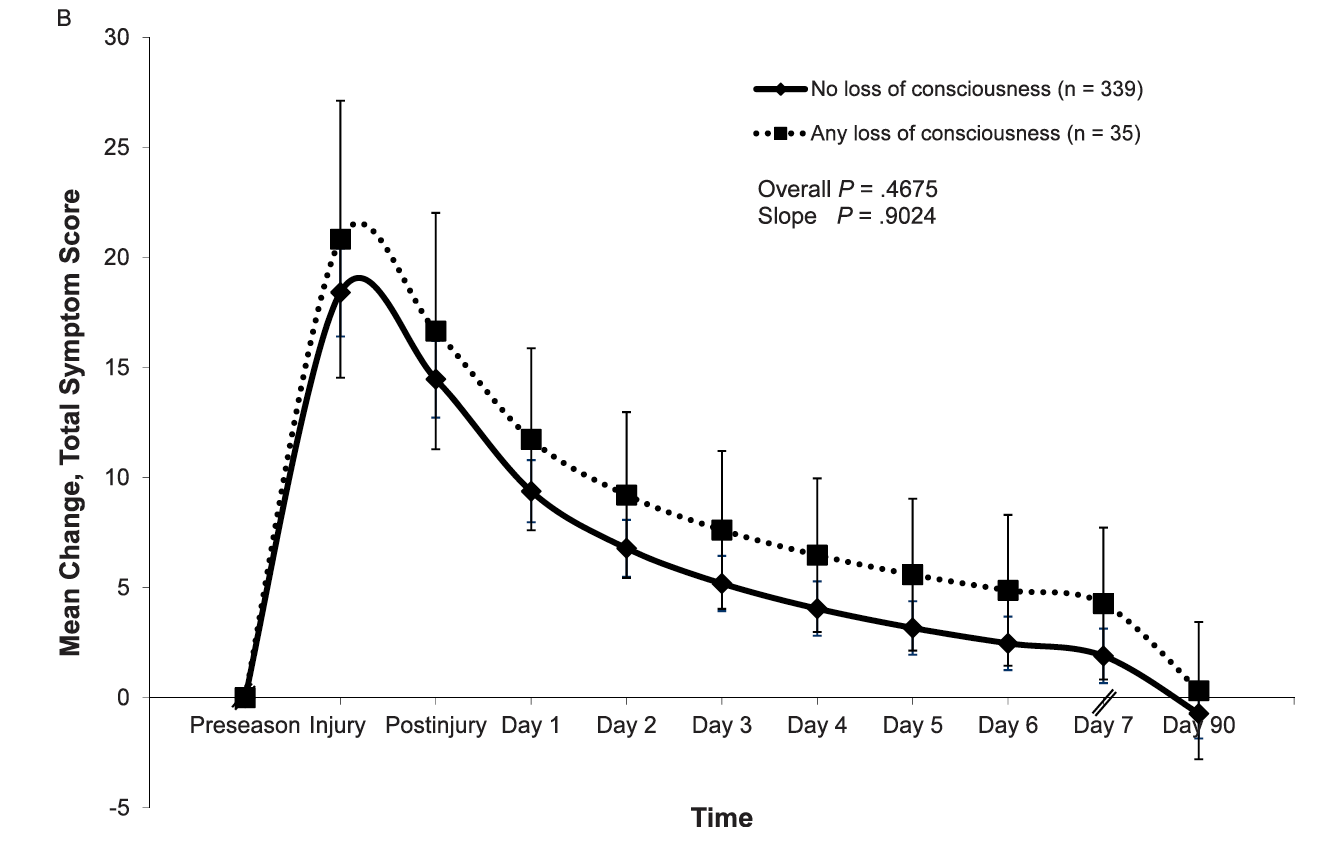 B
30
25
20
15
10
5
0
-5
Mean Change, Total Symptom Score
No loss of consciousness (n = 339)
Any loss of consciousness (n = 35)
Overall P = .4675
Slope P = .9024
Preseason Injury Postinjury Day 1 Day 2 Day 3 Day 4 Day 5 Day 6 Day 7 Day 90
Time